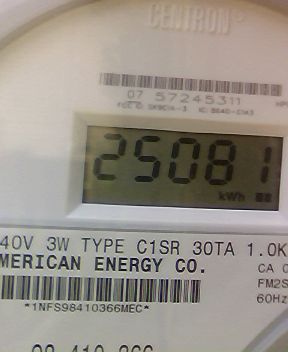 CENTRON®
07 57245311
25081
kWh
40V 3W TYPE C1SR 30TA 1.0K
MERICAN ENERGY CO.
CA 0
FM2S
60Hz
*1NFS98410366MEC*